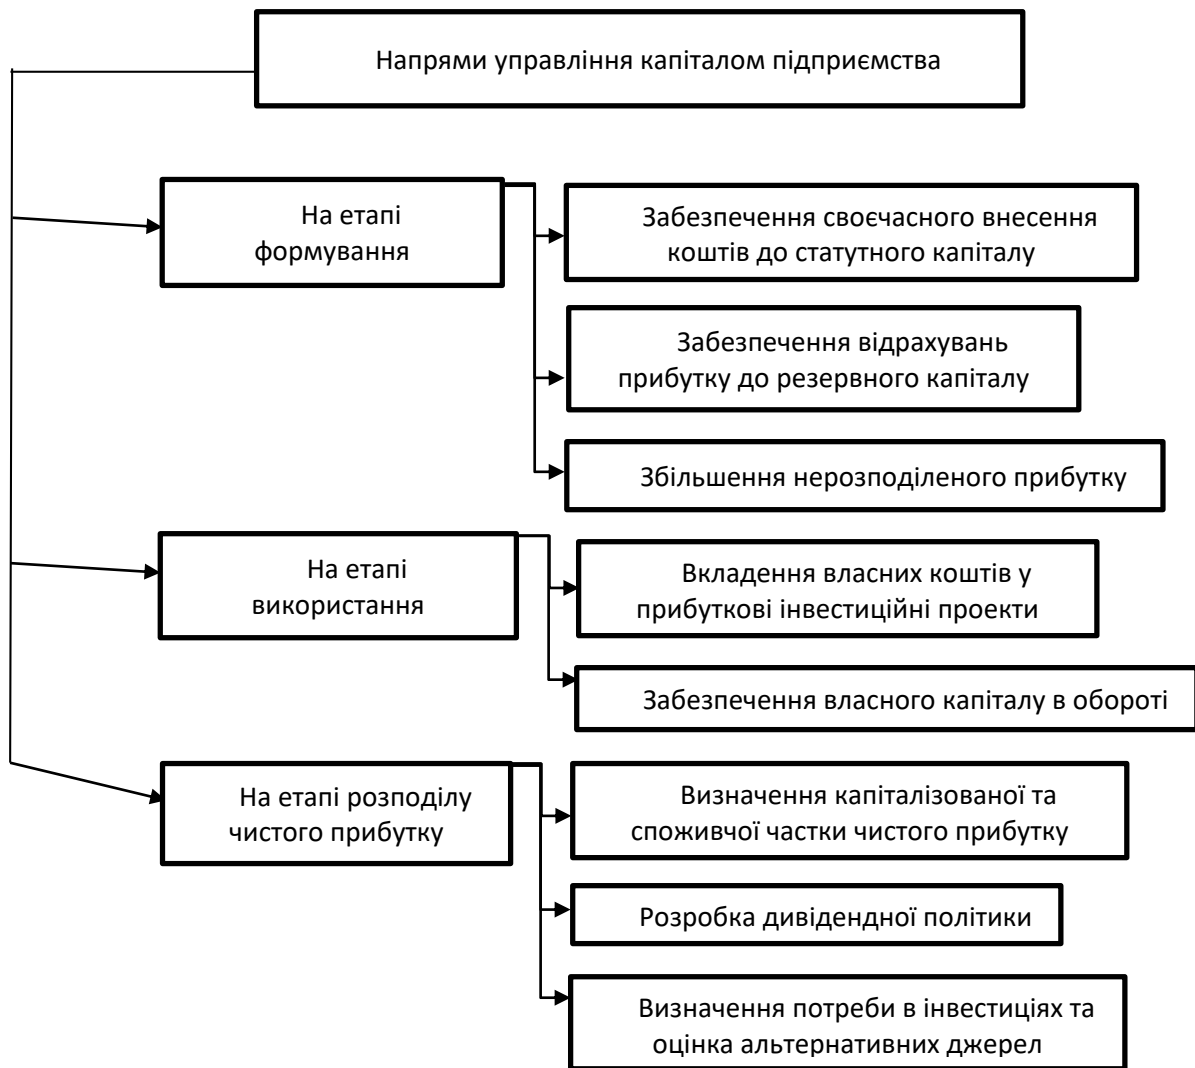 Напрями управління капіталом підприємства
На етапі
формування
Забезпечення своєчасного внесення
коштів до статутного капіталу
Забезпечення відрахувань
прибутку до резервного капіталу
Збільшення нерозподіленого прибутку
На етапі
використання
Вкладення власних коштів у
прибуткові інвестиційні проекти
Забезпечення власного капіталу в обороті
На етапі розподілу
чистого прибутку
Визначення капіталізованої та
споживчої частки чистого прибутку
Розробка дивідендної політики
Визначення потреби в інвестиціях та
оцінка альтернативних джерел